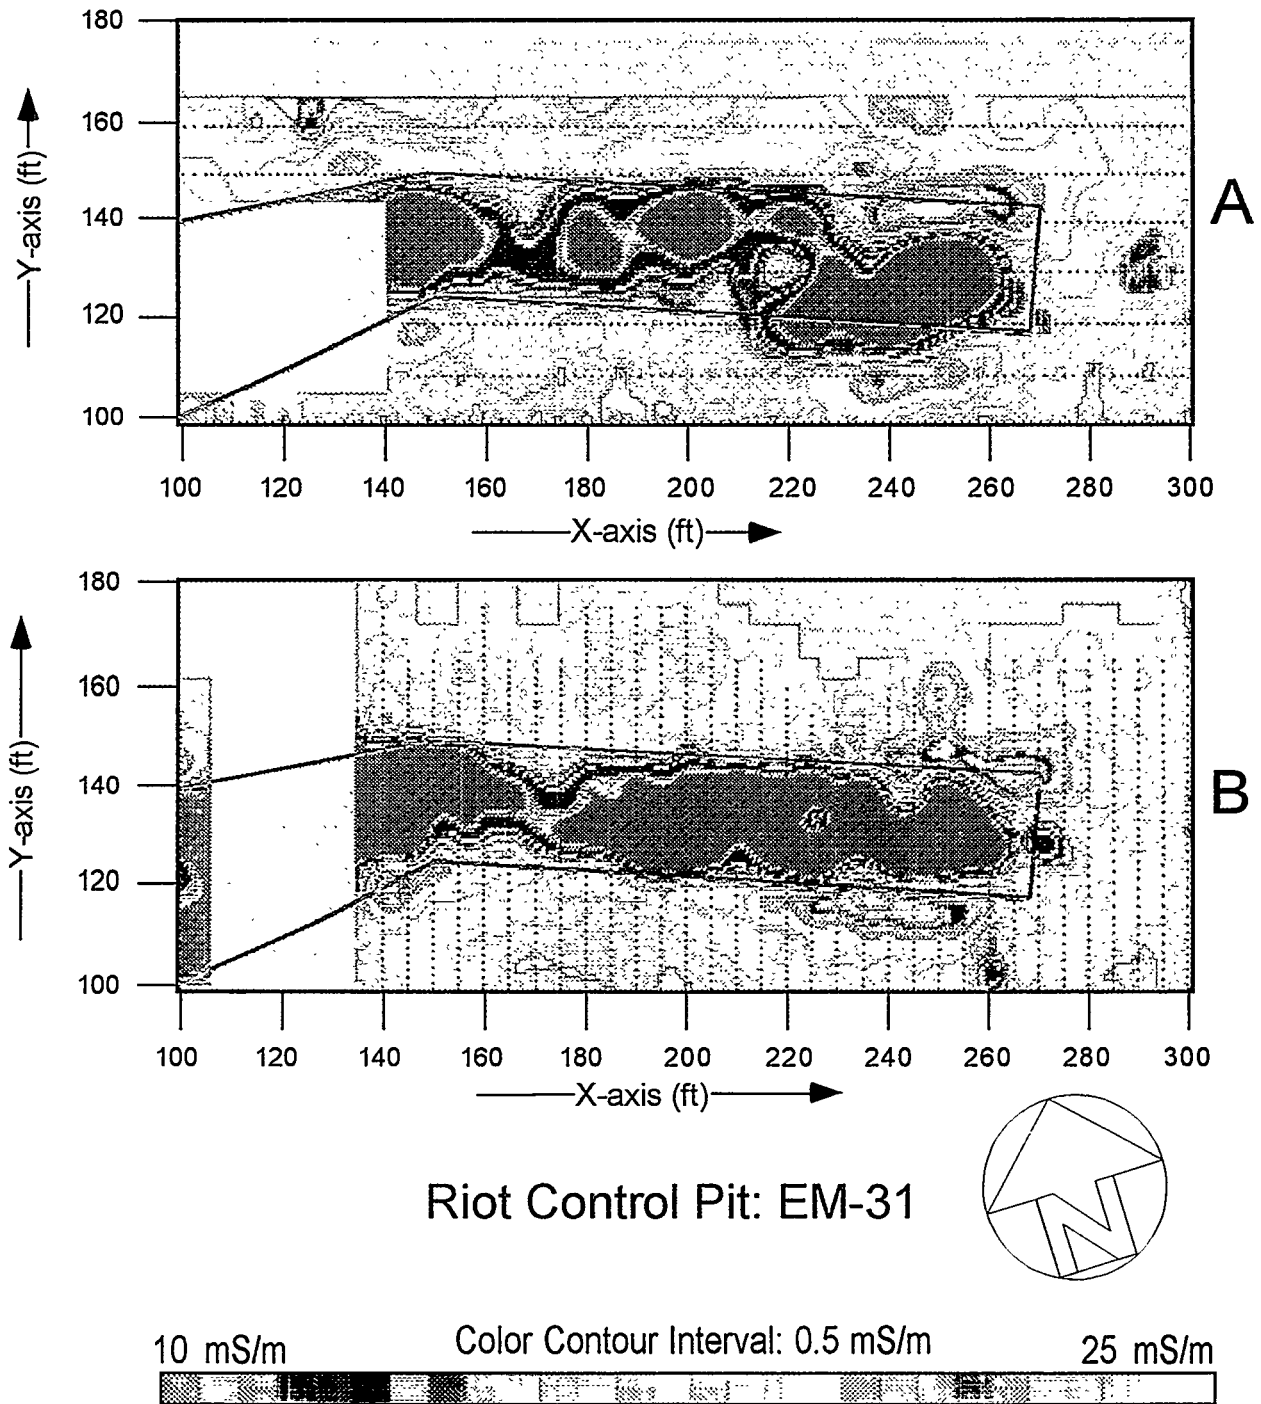 180
160
140
120
100
Y-axis (ft)
A
100 120 140 160 180 200 220 240 260 280 300
X-axis (ft)
180
160
140
120
100
Y-axis (ft)
B
100 120 140 160 180 200 220 240 260 280 300
X-axis (ft)
Riot Control Pit: EM-31
N
10 mS/m Color Contour Interval: 0.5 mS/m 25 mS/m